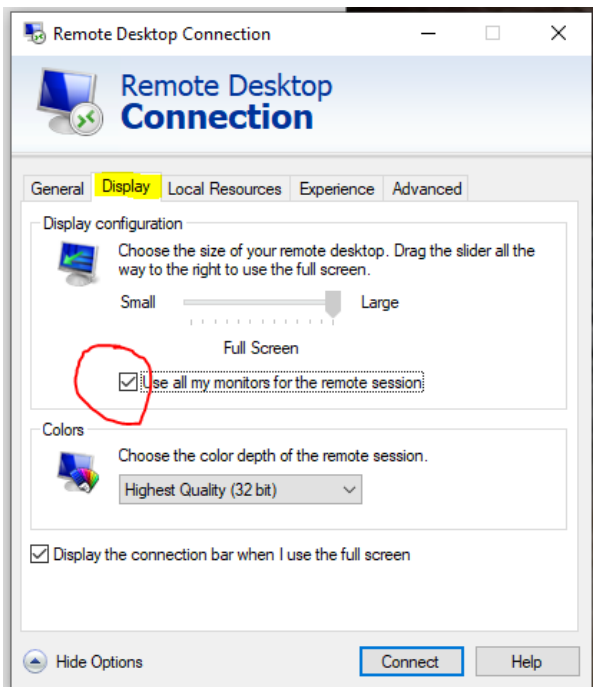 Remote Desktop Connection
Remote Desktop
Connection
General Display Local Resources Experience Advanced
Display configuration
Choose the size of your remote desktop. Drag the slider all the
way to the right to use the full screen.
Small Large
Full Screen
Use all my monitors for the remote session
Colors
Choose the color depth of the remote session.
Highest Quality (32 bit)
Display the connection bar when I use the full screen
Hide Options Connect Help